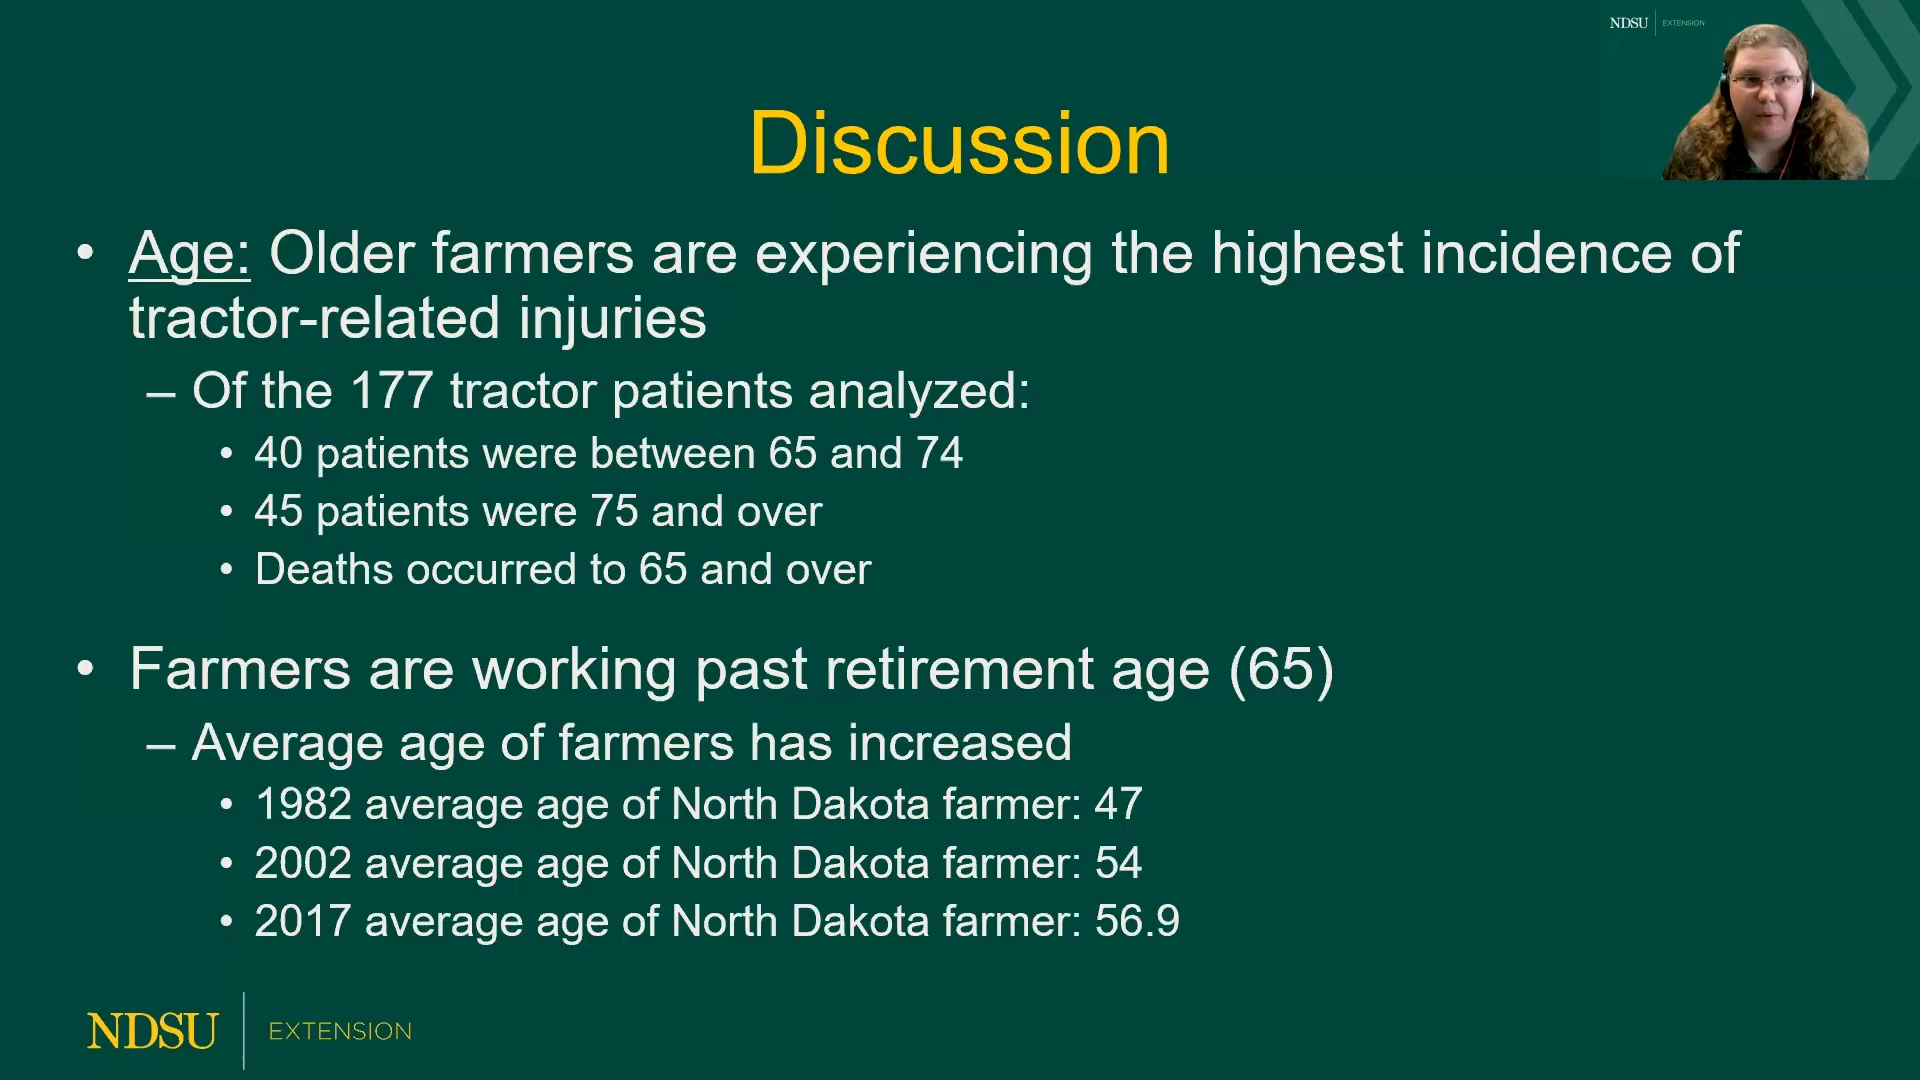 NDSU EXTENSION
Discussion
• Age: Older farmers are experiencing the highest incidence of
tractor-related injuries
– Of the 177 tractor patients analyzed:
• 40 patients were between 65 and 74
• 45 patients were 75 and over
• Deaths occurred to 65 and over
• Farmers are working past retirement age (65)
– Average age of farmers has increased
• 1982 average age of North Dakota farmer: 47
• 2002 average age of North Dakota farmer: 54
• 2017 average age of North Dakota farmer: 56.9
NDSU EXTENSION